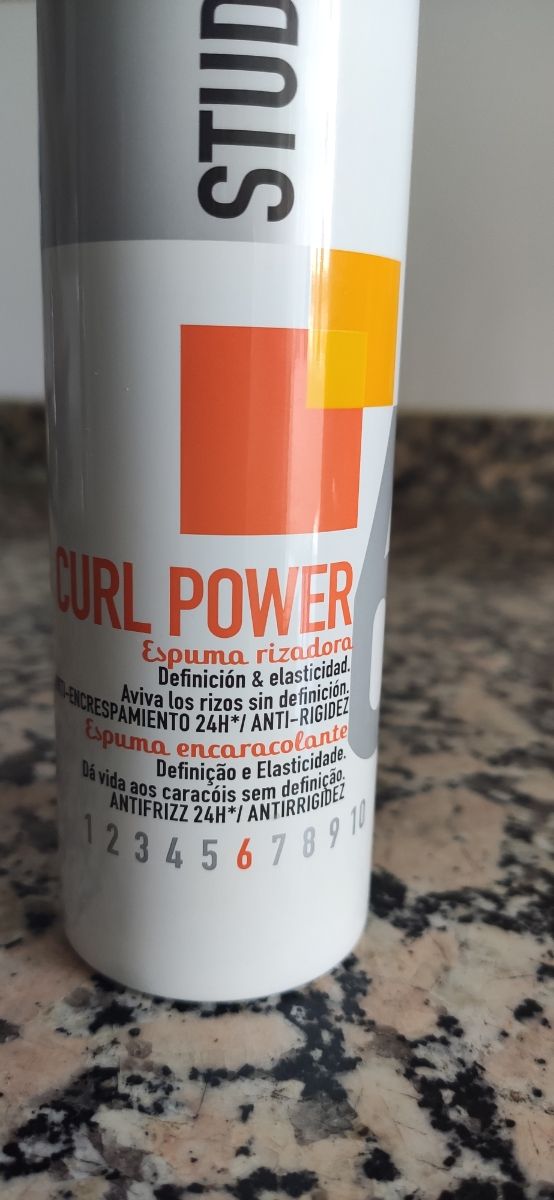 STUD
CURL POWER
Espuma rizadora
Definición & elasticidad.
Aviva los rizos sin definición.
-ENCRESPAMIENTO 24H*/ ANTI-RIGIDEZ
Espuma encaracolante
Definição e Elasticidade.
Dá vida aos caracóis sem definição.
ANTIFRIZZ 24H*/ ANTIRRIGIDEZ
1 2 3 4 5 6 7 8 9 10